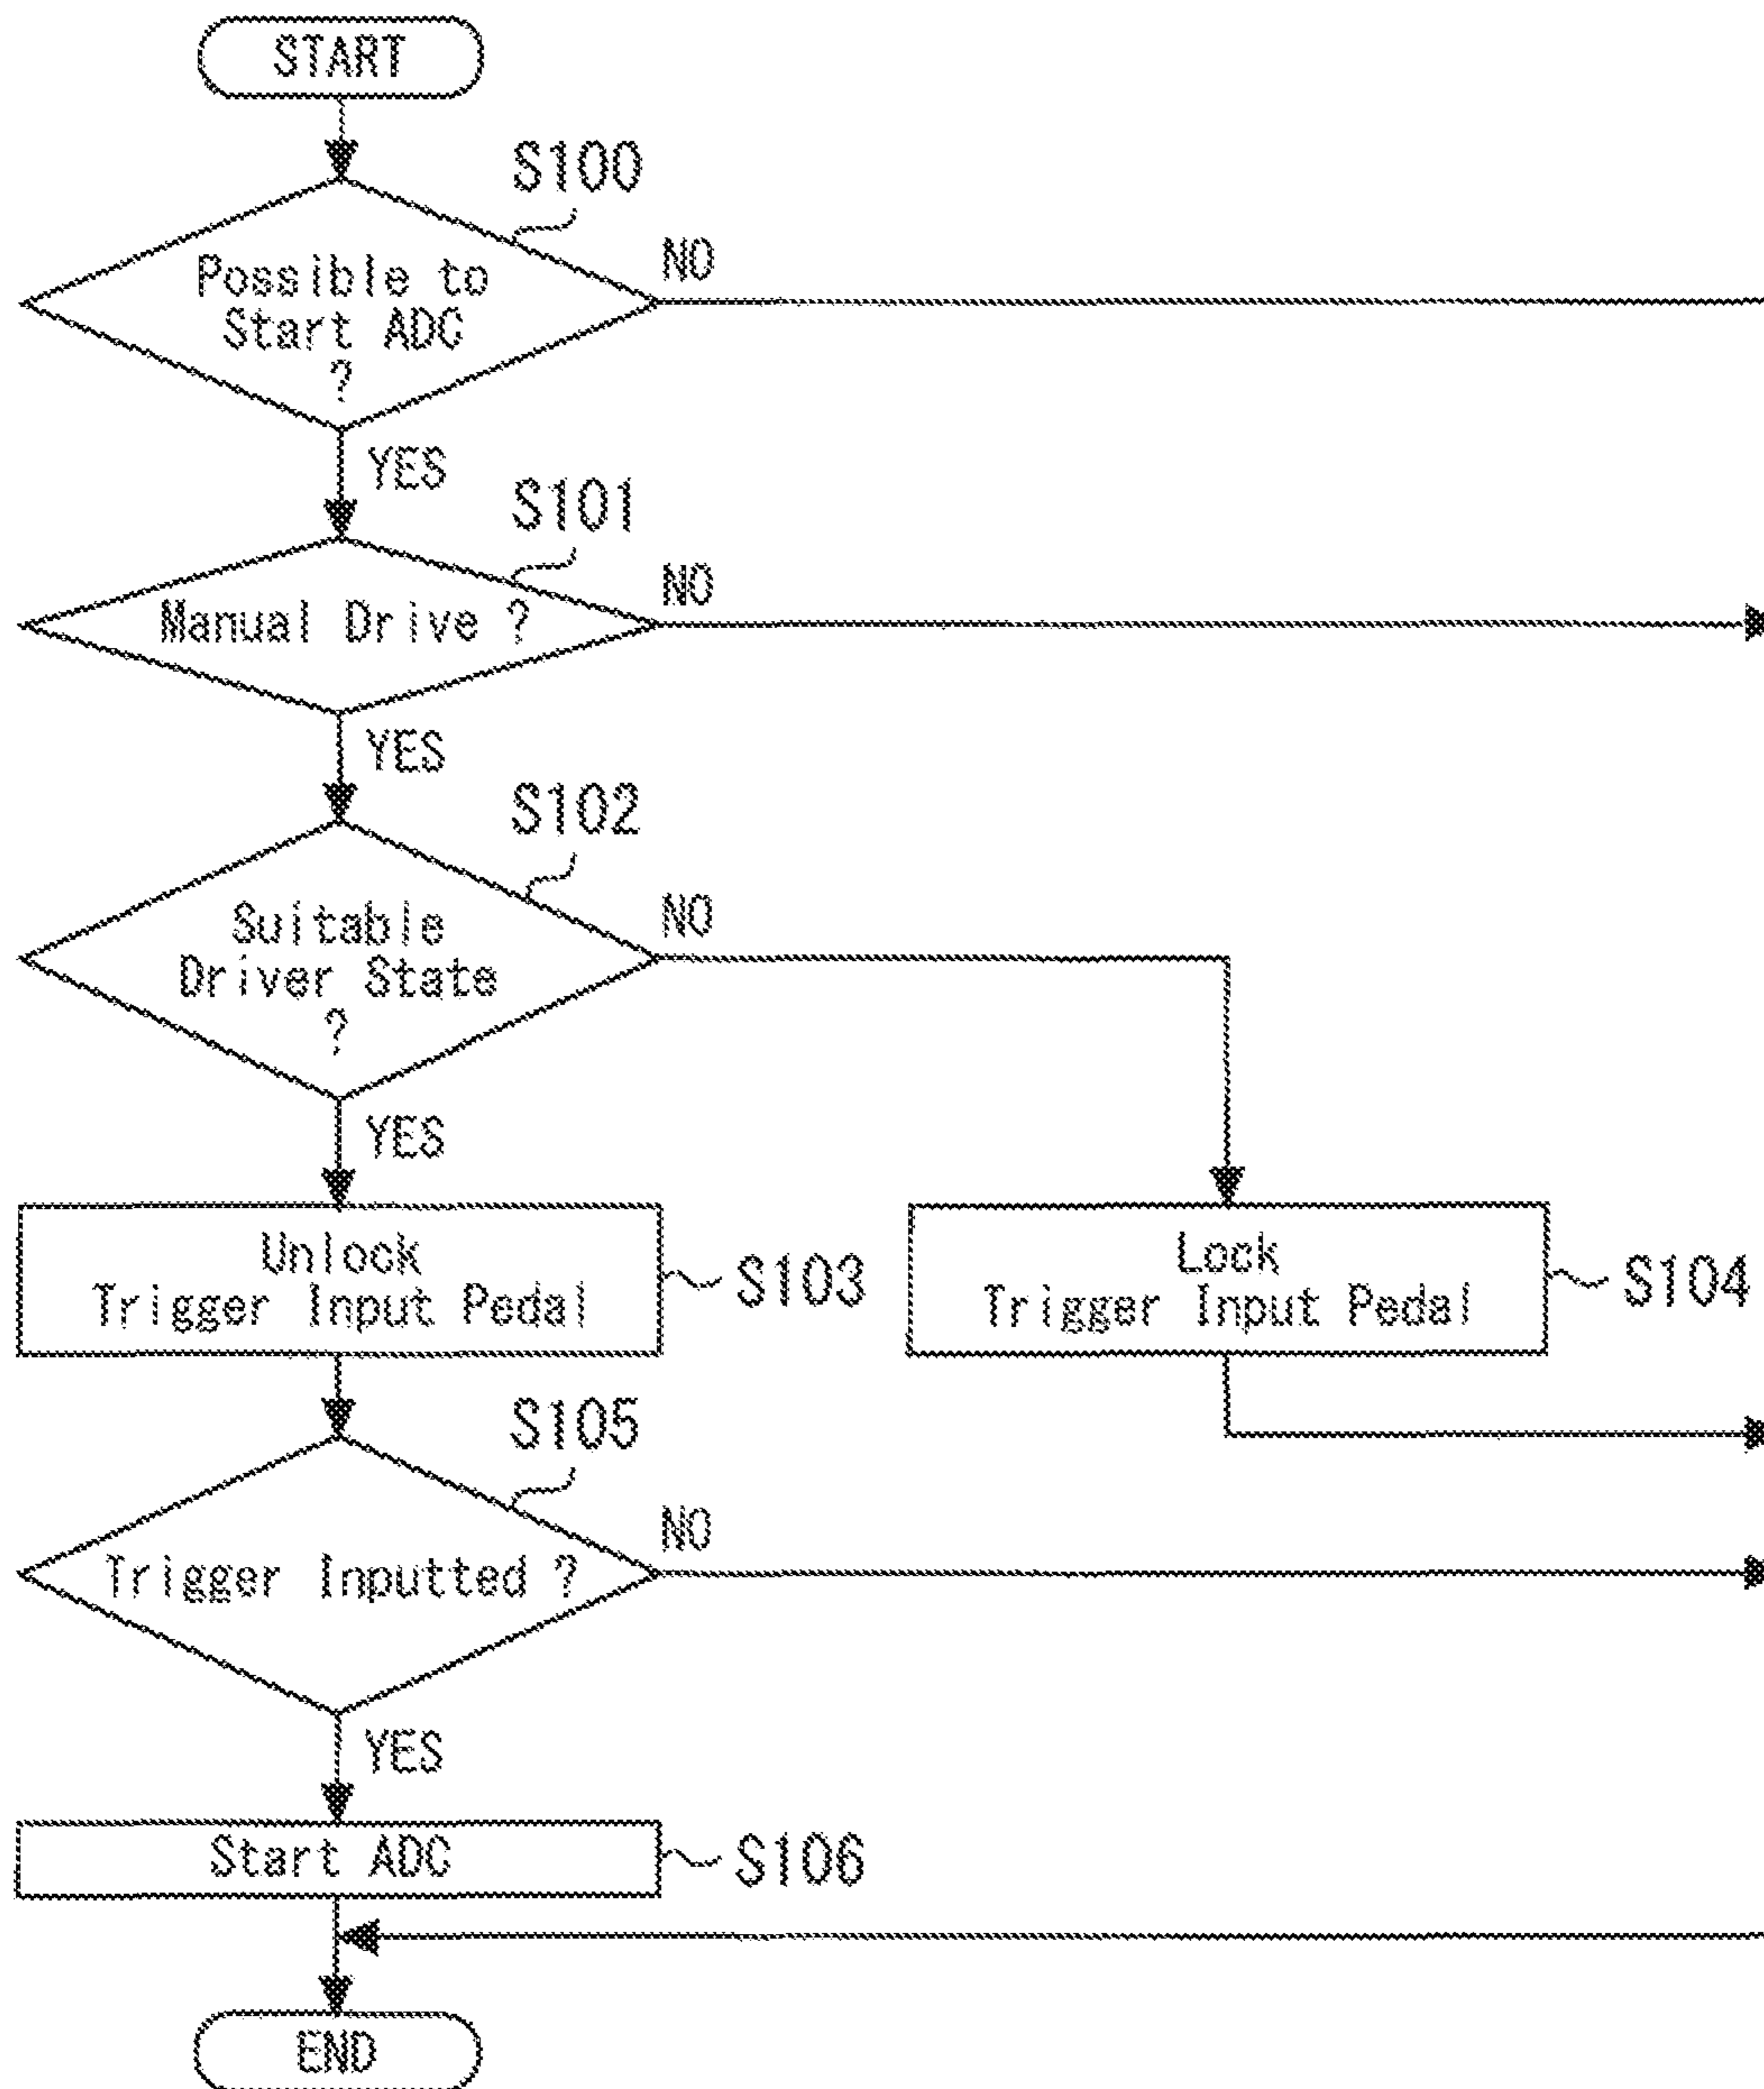 START
S100
Possible to
Start ADC
?
NO
YES
S101
Manual Drive ?
NO
YES
S102
Suitable
Driver State
?
NO
YES
Unlock
Trigger Input Pedal
S103
Lock
Trigger Input Pedal
S104
S105
Trigger Inputted ?
NO
YES
Start ADC
S106
END